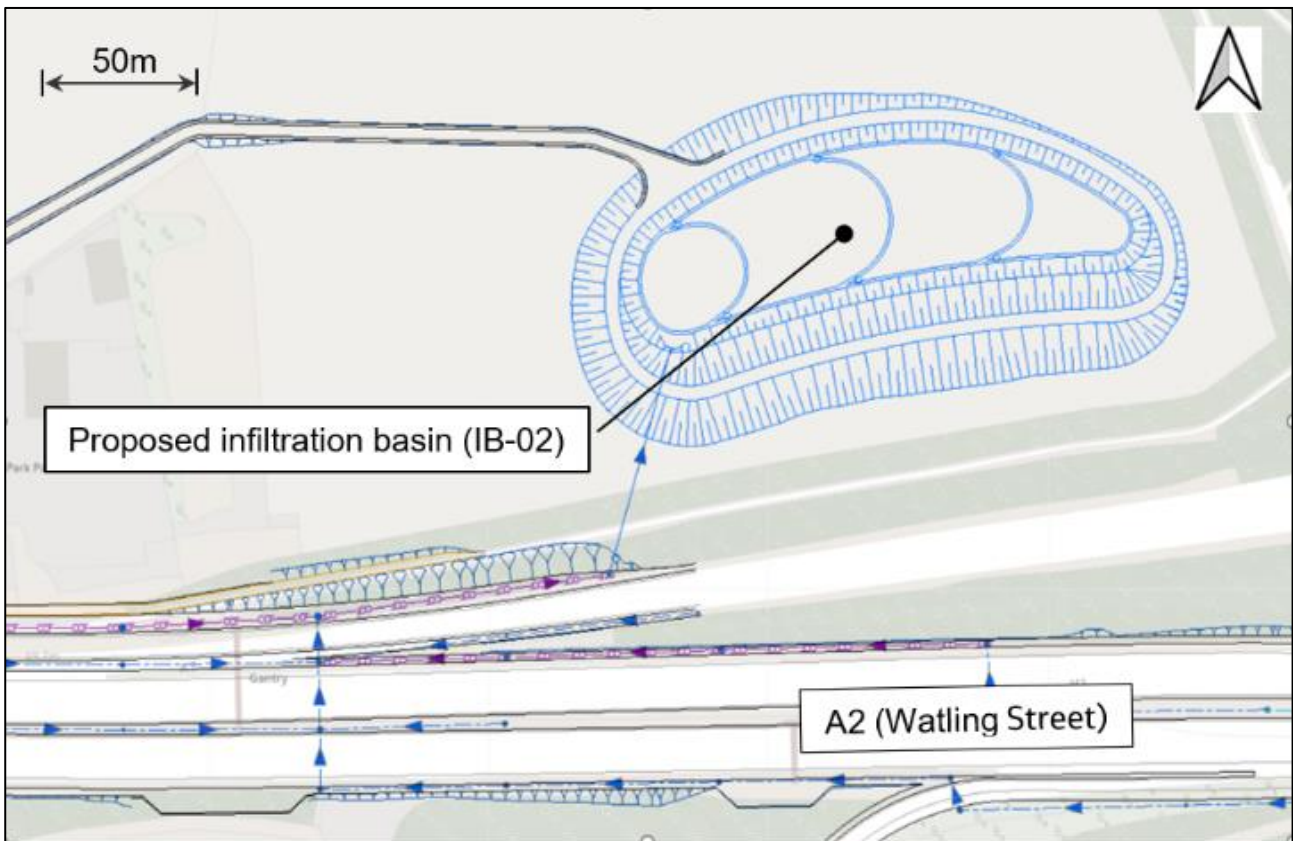 50m
Proposed infiltration basin (IB-02)
Gantry
A2 (Watling Street)